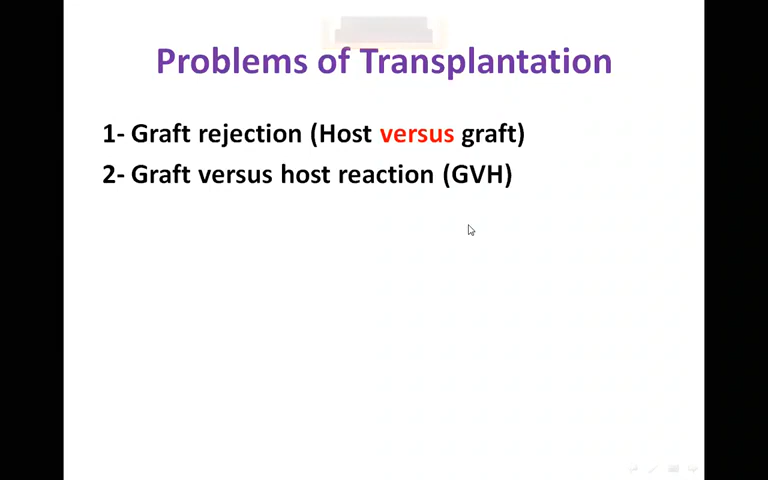 Problems of Transplantation
1- Graft rejection (Host versus graft)
2- Graft versus host reaction (GVH)